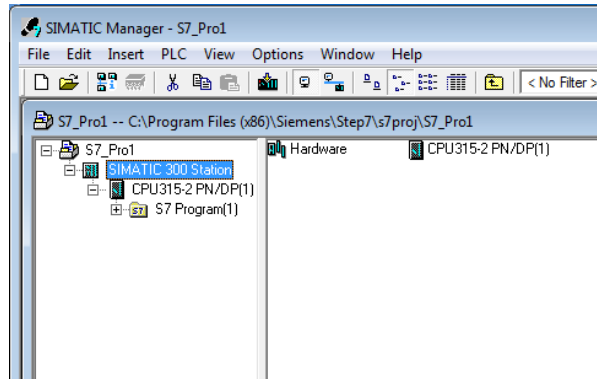 SIMATIC Manager - S7_Pro1
File Edit Insert PLC View Options Window Help
< No Filter >
S7_Pro1 -- C:\Program Files (x86)\Siemens\Step7\s7proj\S7_Pro1
S7_Pro1 Hardware CPU315-2 PN/DP(1)
SIMATIC 300 Station
CPU315-2 PN/DP(1)
S7 S7 Program(1)